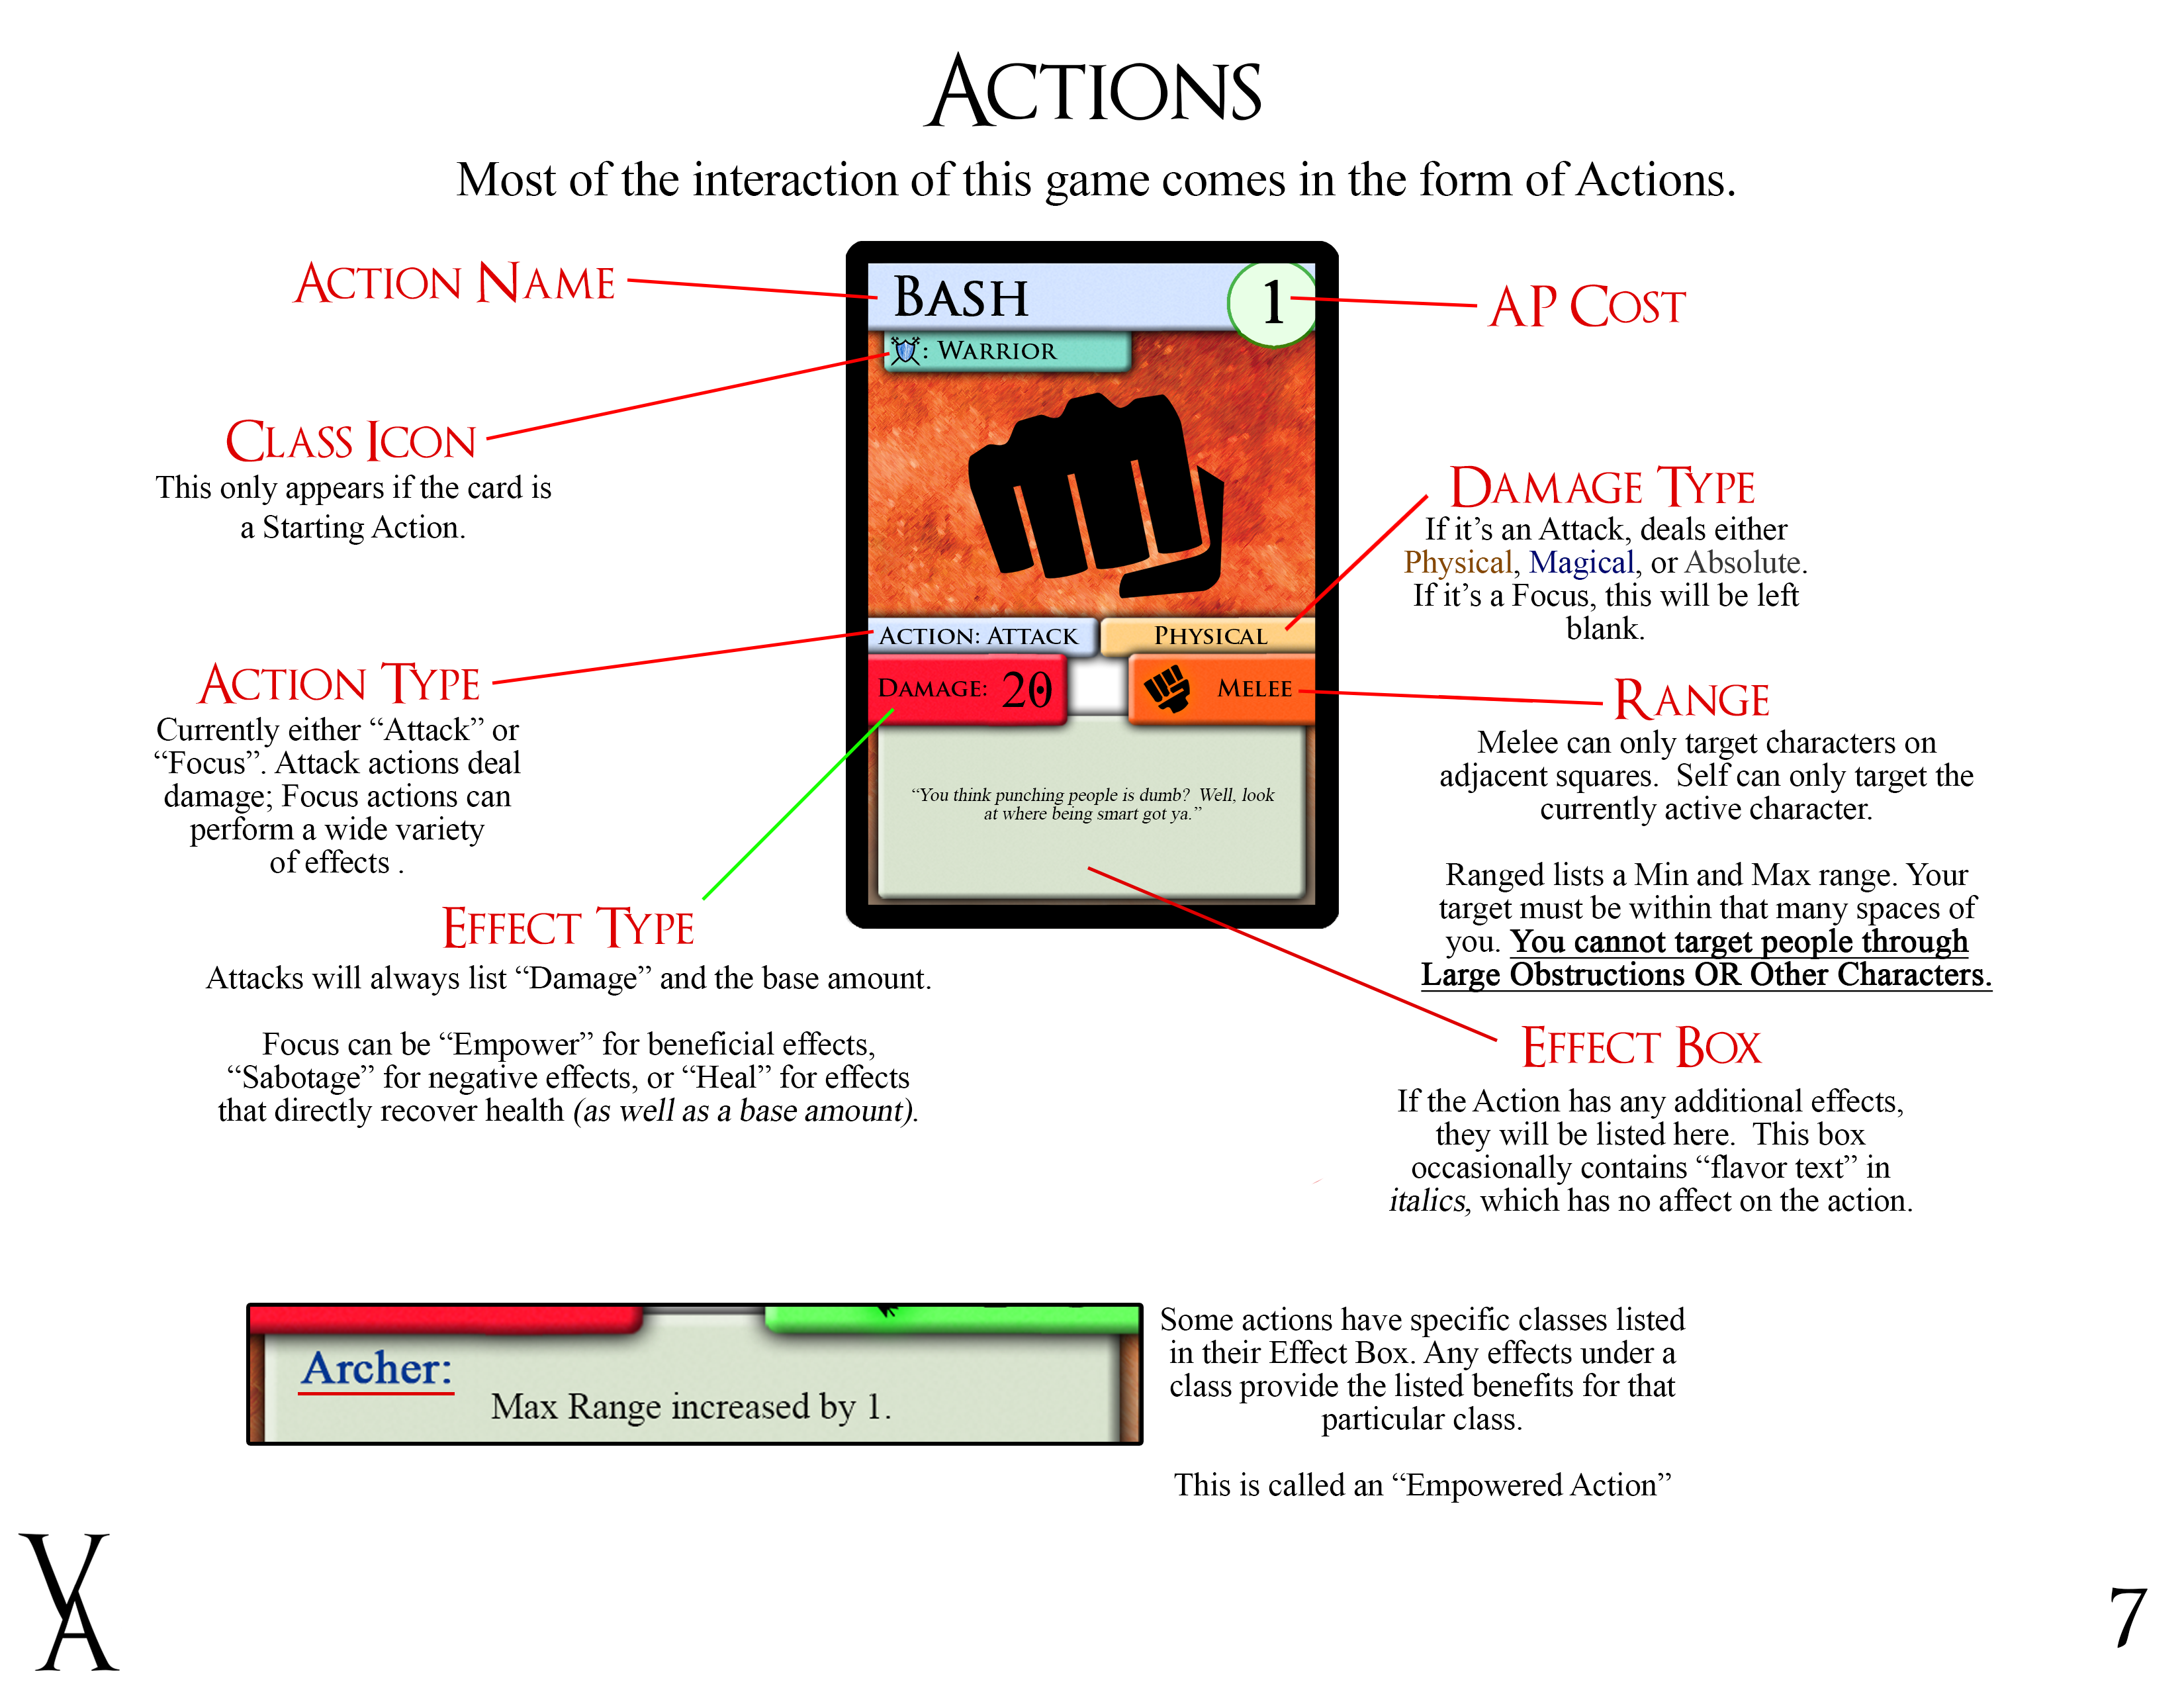 Actions
Most of the interaction of this game comes in the form of Actions.
Action Name
Bash
1
AP Cost
: Warrior
Class Icon
This only appears if the card is
a Starting Action.
Damage Type
If it’s an Attack, deals either
Physical, Magical, or Absolute.
If it’s a Focus, this will be left
blank.
Action: Attack
Physical
Damage: 20
Melee
“You think punching people is dumb?  Well, look
at where being smart got ya.”
Action Type
Currently either “Attack” or
“Focus”. Attack actions deal
damage; Focus actions can
perform a wide variety
of effects .
Range
Melee can only target characters on
adjacent squares.  Self can only target the
currently active character.
Ranged lists a Min and Max range. Your
target must be within that many spaces of
you. You cannot target people through
Large Obstructions OR Other Characters.
Effect Type
Attacks will always list “Damage” and the base amount.
Focus can be “Empower” for beneficial effects,
“Sabotage” for negative effects, or “Heal” for effects
that directly recover health (as well as a base amount).
Effect Box
If the Action has any additional effects,
they will be listed here.  This box
occasionally contains “flavor text” in
italics, which has no affect on the action.
Archer:
Max Range increased by 1.
Some actions have specific classes listed
in their Effect Box. Any effects under a
class provide the listed benefits for that
particular class.
This is called an “Empowered Action”
VA
7